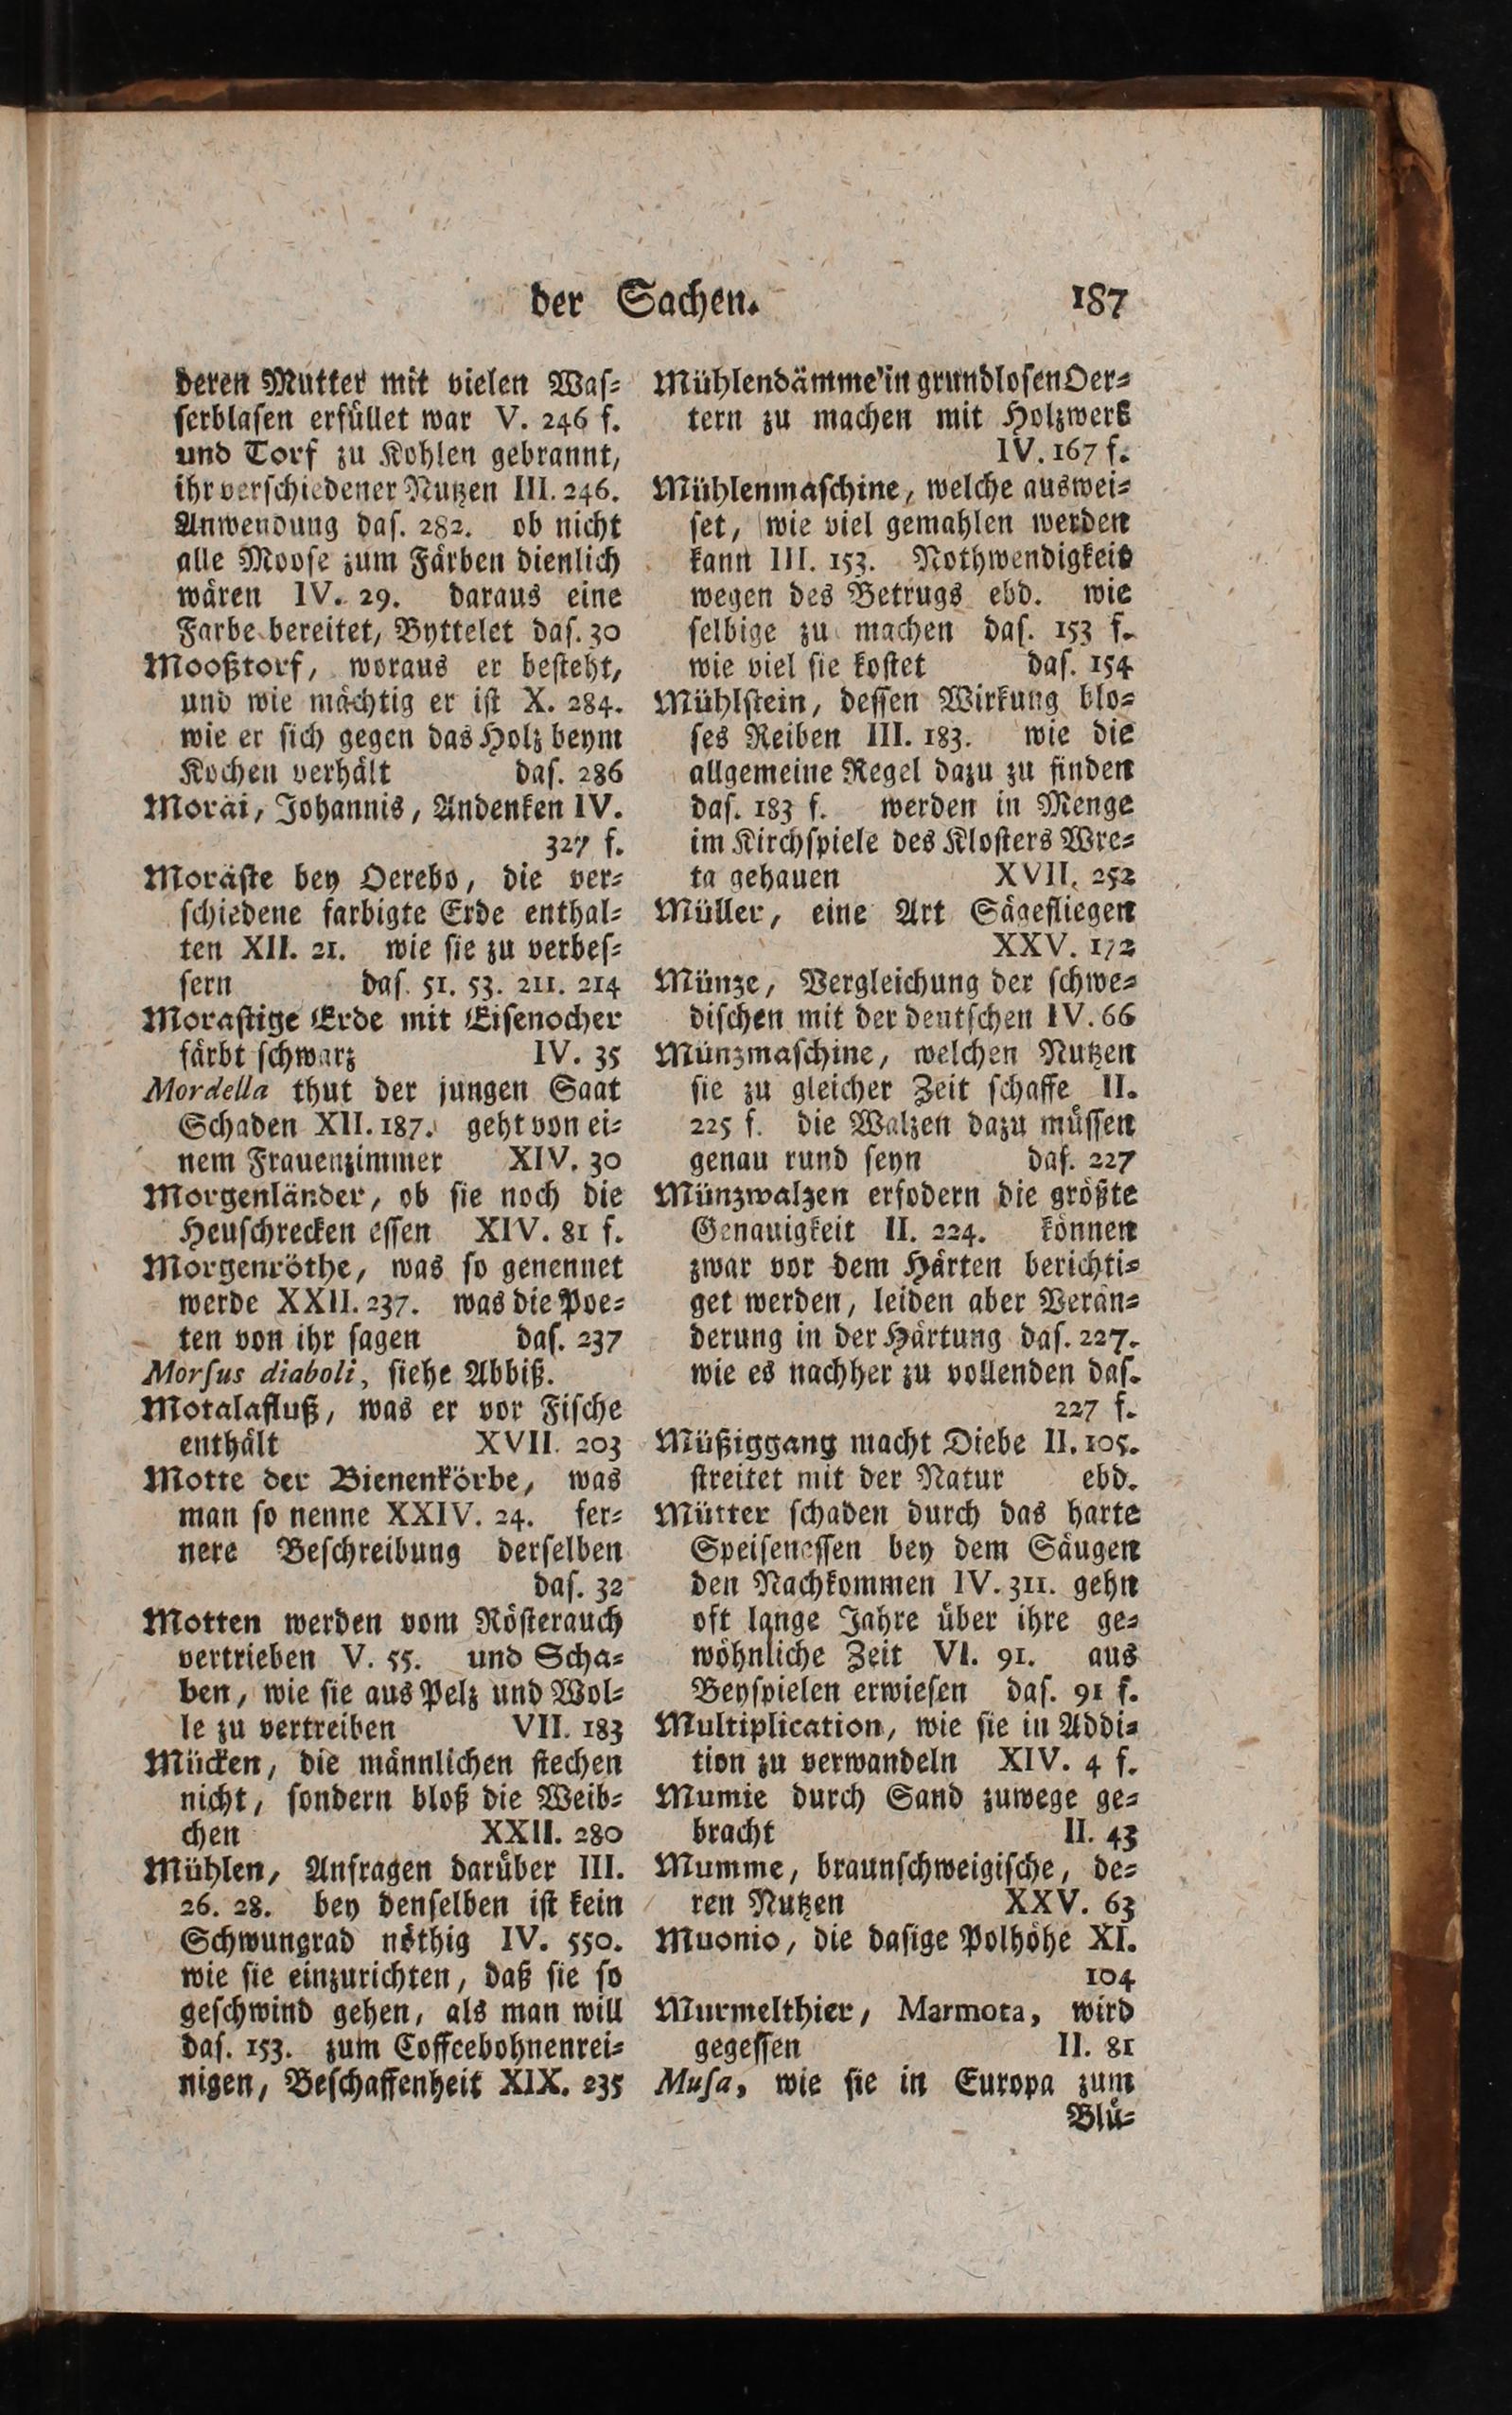 der Sachen. 187
deren Mutter mit vielen Waſ⸗
ſerblaſen erfüllet war V. 246 f.
und Torf zu Kohlen gebrannt,
ihr verſchiedener Nutzen III. 246.
Anwendung daſ. 282. ob nicht
alle Mooſe zum Färben dienlich
wären IV. 29. daraus eine
Farbe bereitet, Byttelet daſ. 30
Mooßtorf, woraus er beſteht,
und wie mächtig er iſt X. 284.
wie er ſich gegen das Holz beym
Kochen verhält daſ. 286
Moräi, Johannis, Andenken IV.
327 f.
Moräſte bey Oerebo, die ver⸗
ſchiedene farbigte Erde enthal⸗
ten XII. 21. wie ſie zu verbeſ⸗
ſern daſ. 51. 53. 211. 214
Moraſtige Erde mit Eiſenocher
färbt ſchwarz IV. 35
Mordella thut der jungen Saat
Schaden XII. 187. geht von ei⸗
nem Frauenzimmer XIV. 30
Morgenländer, ob ſie noch die
Heuſchrecken eſſen XIV. 81 f.
Morgenröthe, was ſo genennet
werde XXII. 237. was die Poe⸗
ten von ihr ſagen daſ. 237
Morſus diaboli, ſiehe Abbiß.
Motalafluß, was er vor Fiſche
enthält XVII. 203
Motte der Bienenkörbe, was
man ſo nenne XXIV. 24. fer⸗
nere Beſchreibung derſelben
daſ. 32
Motten werden vom Röſterauch
vertrieben V. 55. und Scha⸗
ben, wie ſie aus Pelz und Wol⸗
le zu vertreiben VII. 183
Mücken, die männlichen ſtechen
nicht, ſondern bloß die Weib⸗
chen XXII. 280
Mühlen, Anfragen darüber III.
26. 28. bey denſelben iſt kein
Schwungrad nöthig IV. 550.
wie ſie einzurichten, daß ſie ſo
geſchwind gehen, als man will
daſ. 153. zum Coffeebohnenrei⸗
nigen, Beſchaffenheit XIX. 235
Mühlendämme in grundloſen Oer⸗
tern zu machen mit Holzwerk
IV. 167 f.
Mühlenmaſchine, welche auswei⸗
ſet, wie viel gemahlen werden
kann III. 153. Nothwendigkeit
wegen des Betrugs ebd. wie
ſelbige zu machen daſ. 153 f.
wie viel ſie koſtet daſ. 154
Mühlſtein, deſſen Wirkung blo⸗
ſes Reiben III. 183. wie die
allgemeine Regel dazu zu finden
daſ. 183 f. werden in Menge
im Kirchſpiele des Kloſters Wre⸗
ta gehauen XVII. 252
Müller, eine Art Sägefliegen
XXV. 172
Münze, Vergleichung der ſchwe⸗
diſchen mit der deutſchen IV. 66
Münzmaſchine, welchen Nutzen
ſie zu gleicher Zeit ſchaffe II.
225 f. die Walzen dazu müſſen
genau rund ſeyn daſ. 227
Münzwalzen erfodern die größte
Genauigkeit II. 224. können
zwar vor dem Härten berichti⸗
get werden, leiden aber Verän⸗
derung in der Härtung daſ. 227.
wie es nachher zu vollenden daſ.
227 f.
Müßiggang macht Diebe II. 105.
ſtreitet mit der Natur ebd.
Mütter ſchaden durch das harte
Speiſeneſſen bey dem Säugen
den Nachkommen IV. 311. gehn
oft lange Jahre über ihre ge⸗
wöhnliche Zeit VI. 91. aus
Beyſpielen erwieſen daſ. 91 f.
Multiplication, wie ſie in Addi⸗
tion zu verwandeln XIV. 4 f.
Mumie durch Sand zuwege ge⸗
bracht II. 43
Mumme, braunſchweigiſche, de⸗
ren Nutzen XXV. 63
Muonio, die daſige Polhöhe XI.
104
Murmelthier, Marmota, wird
gegeſſen II. 81
Muſa, wie ſie in Europa zum
Blü⸗